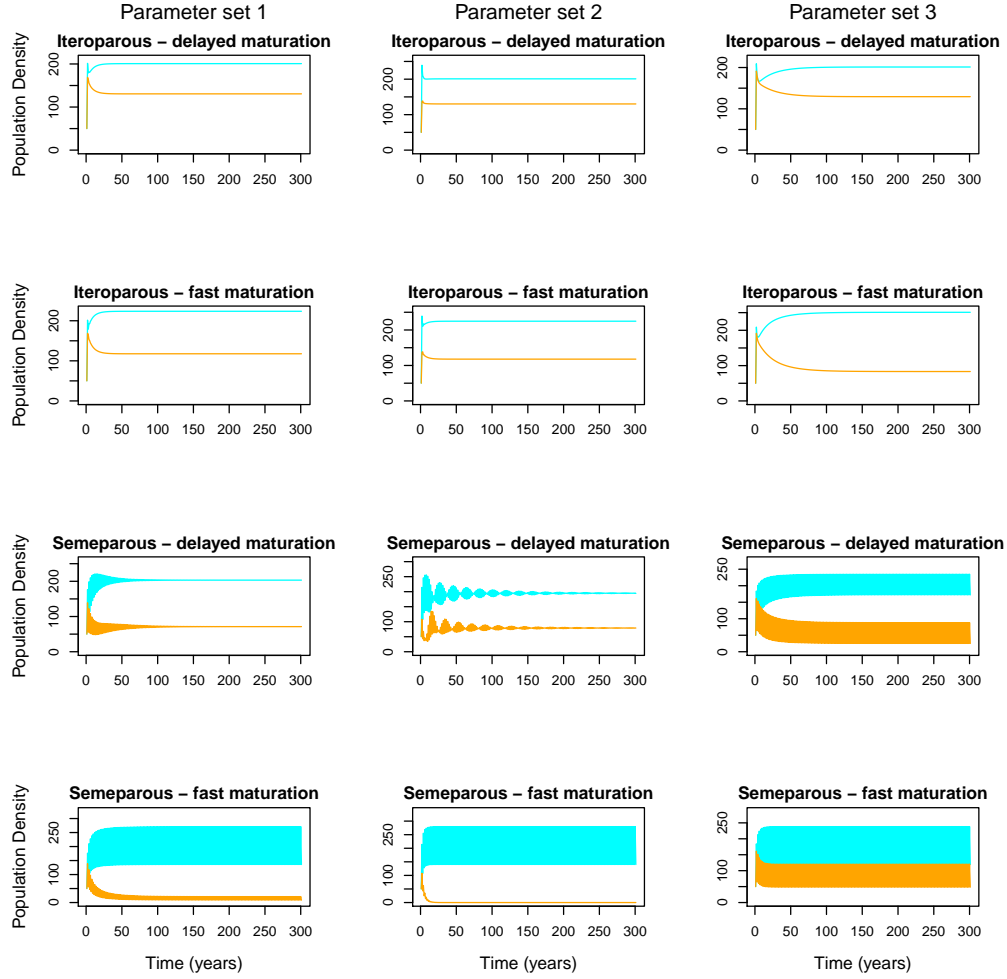 Parameter set 1 Parameter set 2 Parameter set 3
Iteroparous − delayed maturation Iteroparous − delayed maturation Iteroparous − delayed maturation
Population Density
0 100 200 0 100 200 0 100 200
0 50 100 150 200 250 300 0 50 100 150 200 250 300 0 50 100 150 200 250 300
Iteroparous − fast maturation Iteroparous − fast maturation Iteroparous − fast maturation
Population Density
0 100 200 0 100 200 0 100 200
0 50 100 150 200 250 300 0 50 100 150 200 250 300 0 50 100 150 200 250 300
Semeparous − delayed maturation Semeparous − delayed maturation Semeparous − delayed maturation
Population Density
0 100 200 0 100 250 0 100 250
0 50 100 150 200 250 300 0 50 100 150 200 250 300 0 50 100 150 200 250 300
Semeparous − fast maturation Semeparous − fast maturation Semeparous − fast maturation
Population Density
0 100 250 0 100 250 0 100 250
0 50 100 150 200 250 300 0 50 100 150 200 250 300 0 50 100 150 200 250 300
Time (years) Time (years) Time (years)